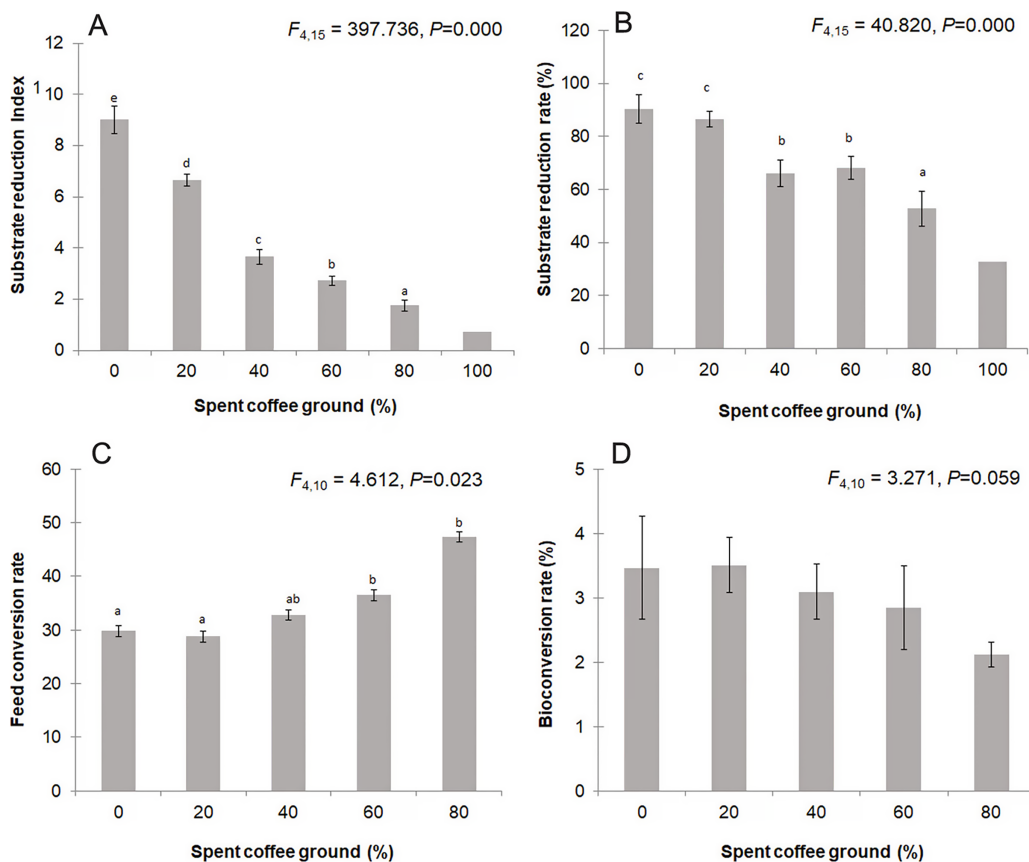 A
F4,15 = 397.736, P=0.000
Substrate reduction Index
1
12
10
8
6
4
2
0
e
d
c
b
a
0 20 40 60 80 100
Spent coffee ground (%)
B
F4,15 = 40.820, P=0.000
Substrate reduction rate (%)
120
100
80
60
40
20
0
c
c
b
b
a
0 20 40 60 80 100
Spent coffee ground (%)
C
F4,10 = 4.612, P=0.023
Feed conversion rate
60
50
40
30
20
10
0
a
a
ab
b
b
0 20 40 60 80
Spent coffee ground (%)
D
F4,10 = 3.271, P=0.059
Bioconversion rate (%)
5
4
3
2
1
0
0 20 40 60 80
Spent coffee ground (%)